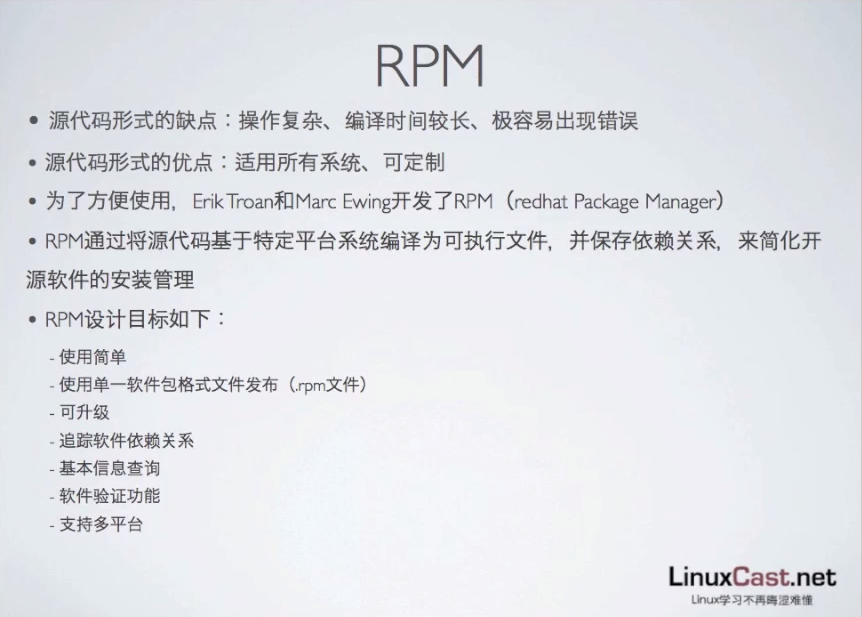 RPM
• 源代码形式的缺点：操作复杂、编译时间较长、极容易出现错误
• 源代码形式的优点：适用所有系统、可定制
• 为了方便使用，Erik Troan和Marc Ewing开发了RPM（redhat Package Manager）
• RPM通过将源代码基于特定平台系统编译为可执行文件，并保存依赖关系，来简化开
源软件的安装管理
• RPM设计目标如下：
- 使用简单
- 使用单一软件包格式文件发布（.rpm文件）
- 可升级
- 追踪软件依赖关系
- 基本信息查询
- 软件验证功能
- 支持多平台
LinuxCast.net
Linux学习不再晦涩难懂